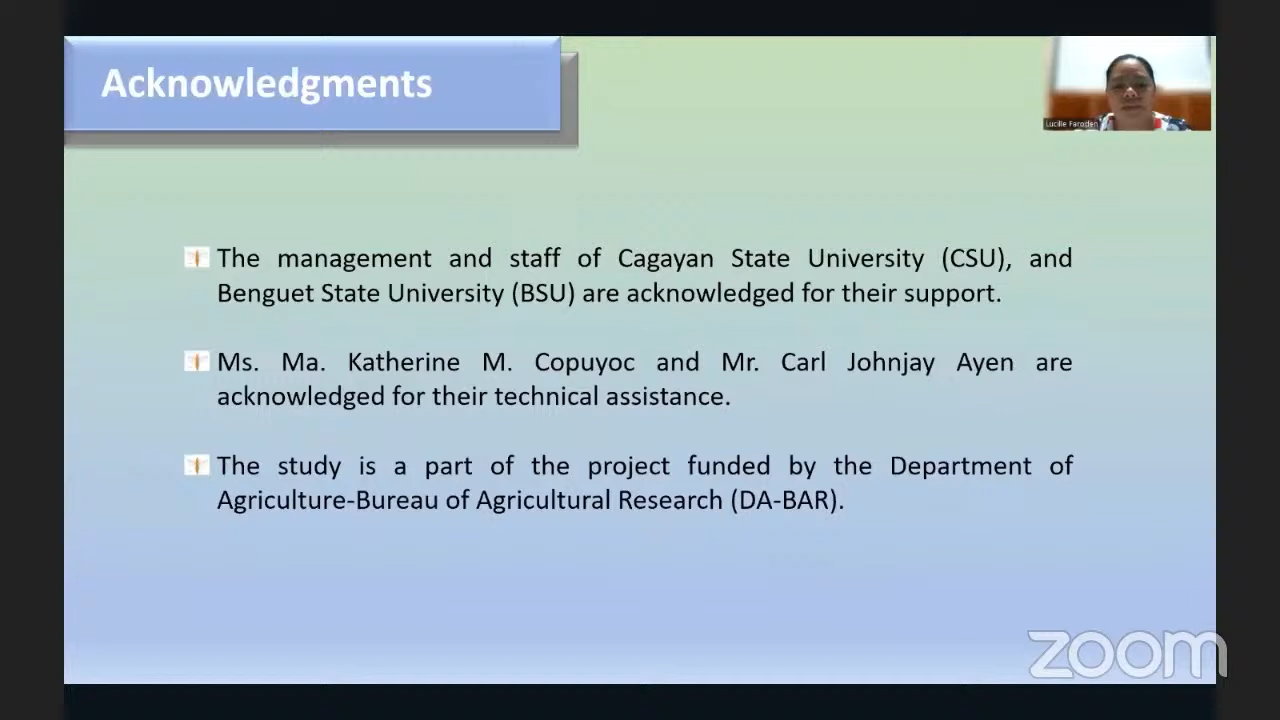 Acknowledgments
Lucille Faroden
The management and staff of Cagayan State University (CSU), and
Benguet State University (BSU) are acknowledged for their support.
Ms. Ma. Katherine M. Copuyoc and Mr. Carl Johnjay Ayen are
acknowledged for their technical assistance.
The study is a part of the project funded by the Department of
Agriculture-Bureau of Agricultural Research (DA-BAR).
zoom